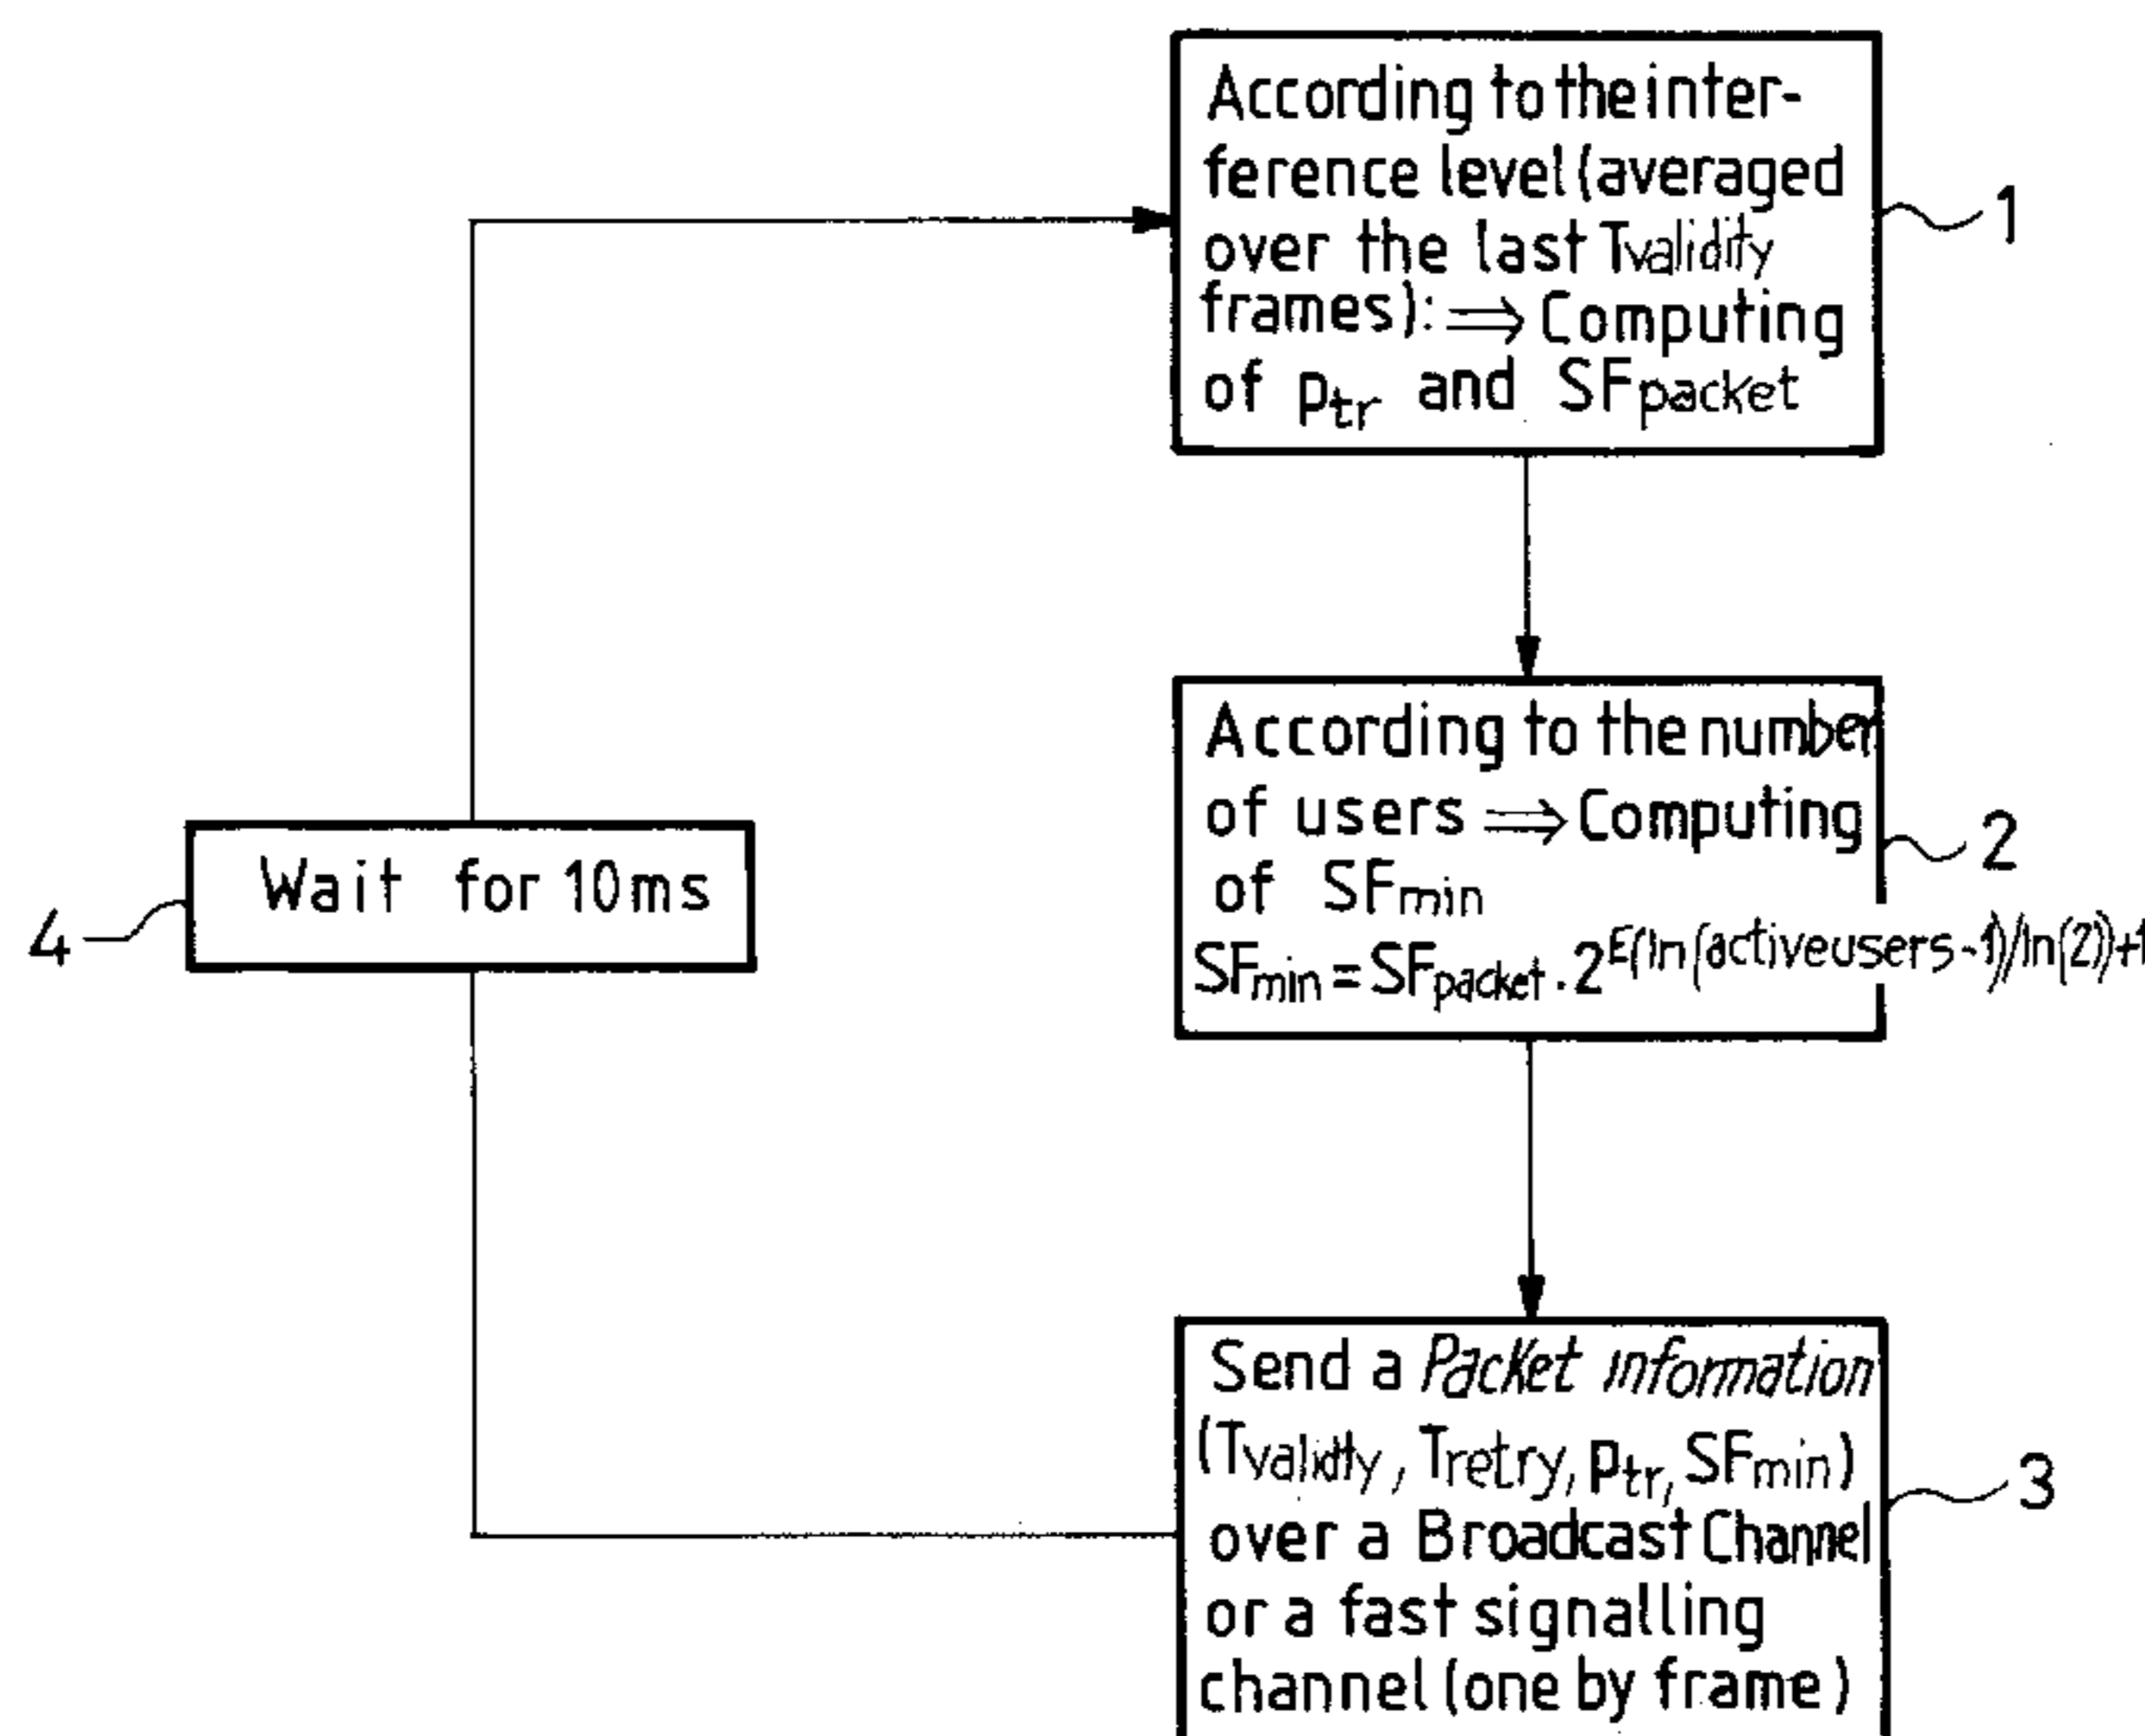 According to the inter-
ference level (averaged
over the last Tvalidity
frames): ⟹ Computing
of ptr and SFpacket
1
According to the number
of users ⟹ Computing
of SFmin
SFmin = SFpacket . 2E(ln(activeusers-1)/ln(2))+1
2
Send a Packet information
(Tvalidity, Tretry, ptr, SFmin)
over a Broadcast Channel
or a fast signalling
channel (one by frame)
3
Wait for 10ms
4